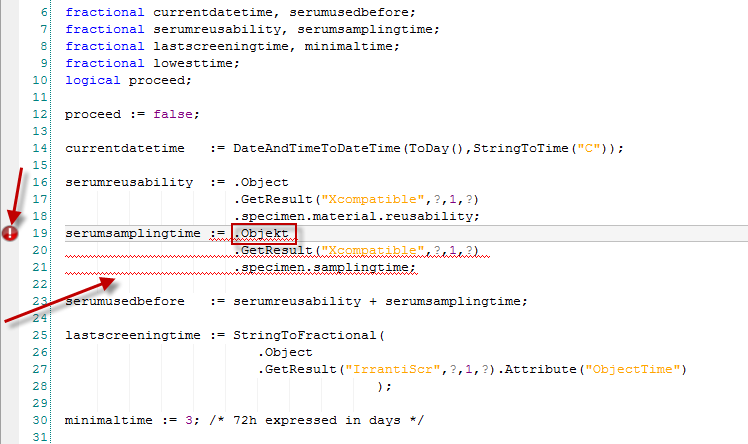 6 fractional currentdatetime, serumusedbefore;
7 fractional serumreusability, serumsamplingtime;
8 fractional lastscreeningtime, minimaltime;
9 fractional lowesttime;
10 logical proceed;
11
12 proceed := false;
13
14 currentdatetime := DateAndTimeToDateTime(ToDay(),StringToTime("C"));
15
16 serumreusability := .Object
17 .GetResult("Xcompatible",?,1,?)
18 .specimen.material.reusability;
19 serumsamplingtime := .Objekt
20 .GetResult("Xcompatible",?,1,?)
21 .specimen.samplingtime;
22
23 serumusedbefore := serumreusability + serumsamplingtime;
24
25 lastscreeningtime := StringToFractional(
26 .Object
27 .GetResult("IrrantiScr",?,1,?).Attribute("ObjectTime")
28 );
29
30 minimaltime := 3; /* 72h expressed in days */
31